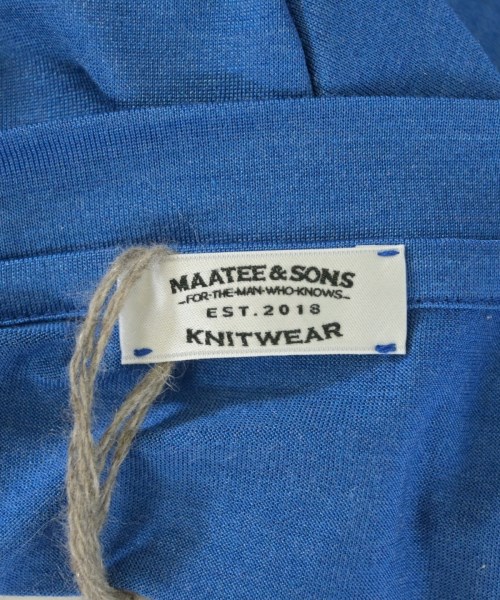 MAATEE & SONS
-FOR-THE-MAN-WHO-KNOWS-
EST. 2018
KNITWEAR